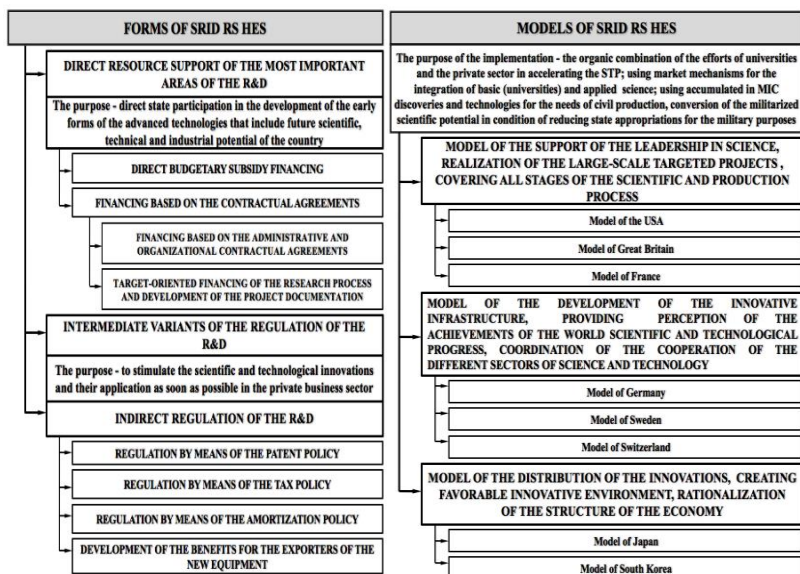 FORMS OF SRID RS HES
DIRECT RESOURCE SUPPORT OF THE MOST IMPORTANT
AREAS OF THE R&D
The purpose - direct state participation in the development of the early
forms of the advanced technologies that include future scientific,
technical and industrial potential of the country
DIRECT BUDGETARY SUBSIDY FINANCING
FINANCING BASED ON THE CONTRACTUAL AGREEMENTS
FINANCING BASED ON THE ADMINISTRATIVE AND
ORGANIZATIONAL CONTRACTUAL AGREEMENTS
TARGET-ORIENTED FINANCING OF THE RESEARCH PROCESS
AND DEVELOPMENT OF THE PROJECT DOCUMENTATION
INTERMEDIATE VARIANTS OF THE REGULATION OF THE
R&D
The purpose - to stimulate the scientific and technological innovations
and their application as soon as possible in the private business sector
INDIRECT REGULATION OF THE R&D
REGULATION BY MEANS OF THE PATENT POLICY
REGULATION BY MEANS OF THE TAX POLICY
REGULATION BY MEANS OF THE AMORTIZATION POLICY
DEVELOPMENT OF THE BENEFITS FOR THE EXPORTERS OF THE
NEW EQUIPMENT
MODELS OF SRID RS HES
The purpose of the implementation - the organic combination of the efforts of universities
and the private sector in accelerating the STP; using market mechanisms for the
integration of basic (universities) and applied science; using accumulated in MIC
discoveries and technologies for the needs of civil production, conversion of the militarized
scientific potential in condition of reducing state appropriations for the military purposes
MODEL OF THE SUPPORT OF THE LEADERSHIP IN SCIENCE,
REALIZATION OF THE LARGE-SCALE TARGETED PROJECTS ,
COVERING ALL STAGES OF THE SCIENTIFIC AND PRODUCTION
PROCESS
Model of the USA
Model of Great Britain
Model of France
MODEL OF THE DEVELOPMENT OF THE INNOVATIVE
INFRASTRUCTURE, PROVIDING PERCEPTION OF THE
ACHIEVEMENTS OF THE WORLD SCIENTIFIC AND TECHNOLOGICAL
PROGRESS, COORDINATION OF THE COOPERATION OF THE
DIFFERENT SECTORS OF SCIENCE AND TECHNOLOGY
Model of Germany
Model of Sweden
Model of Switzerland
MODEL OF THE DISTRIBUTION OF THE INNOVATIONS, CREATING
FAVORABLE INNOVATIVE ENVIRONMENT, RATIONALIZATION
OF THE STRUCTURE OF THE ECONOMY
Model of Japan
Model of South Korea